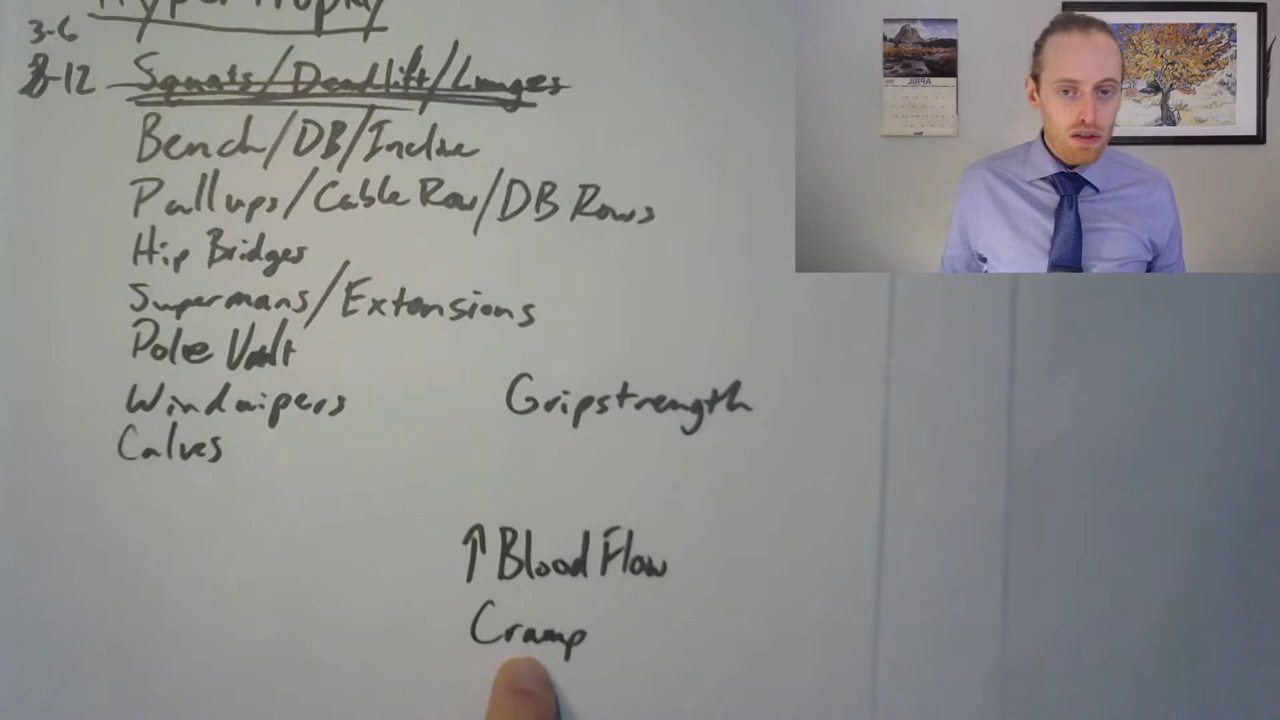 Hypertrophy
3-6
8-12 Squats/Deadlift/Lunges
Bench/DB/Incline
Pullups/Cable Row/DB Rows
Hip Bridges
Supermans/Extensions
Pole Vault
Windwipers
Gripstrength
Calves
↑ Blood Flow
Cramp
APRIL